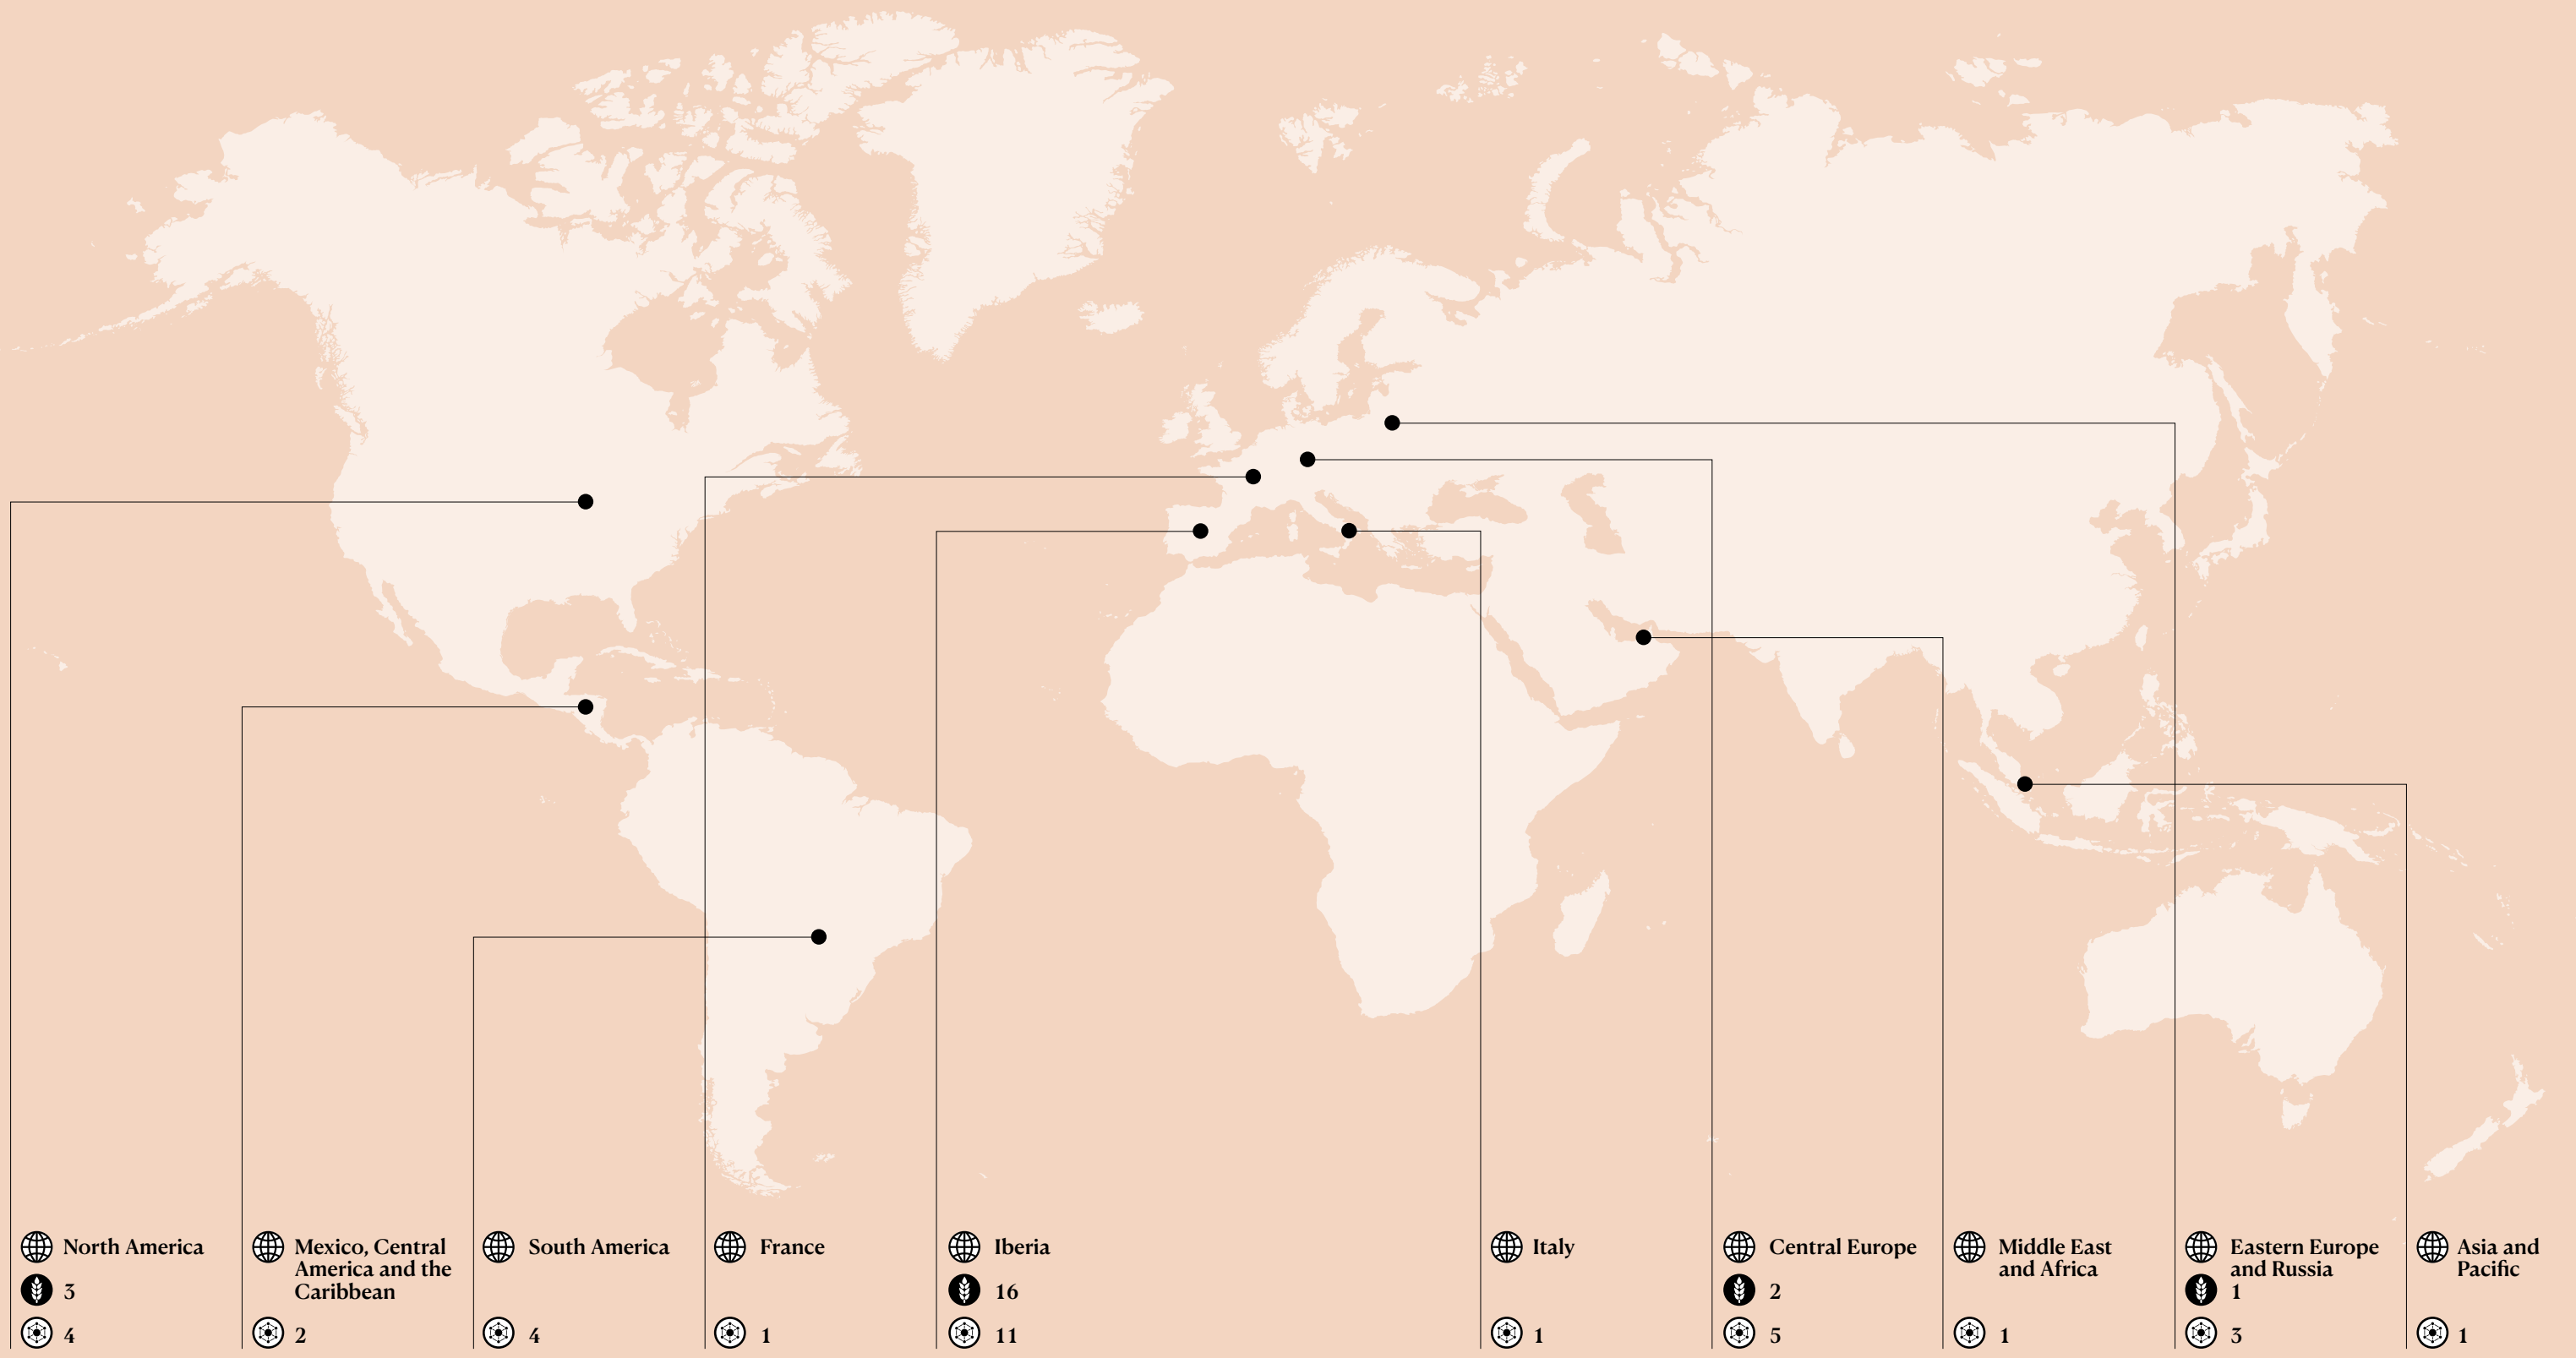 North America
3
4
Mexico, Central
America and the
Caribbean
2
South America
4
France
1
Iberia
16
11
Italy
1
Central Europe
2
5
Middle East
and Africa
1
Eastern Europe
and Russia
1
3
Asia and
Pacific
1